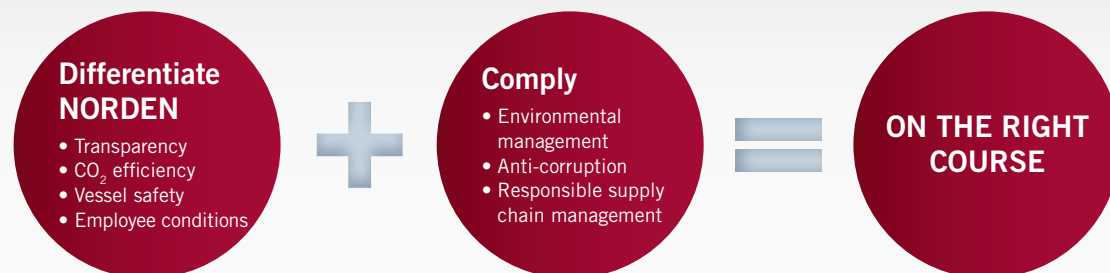 Differentiate
NORDEN
• Transparency
• CO₂ efficiency
• Vessel safety
• Employee conditions
Comply
• Environmental
management
• Anti-corruption
• Responsible supply
chain management
ON THE RIGHT
COURSE